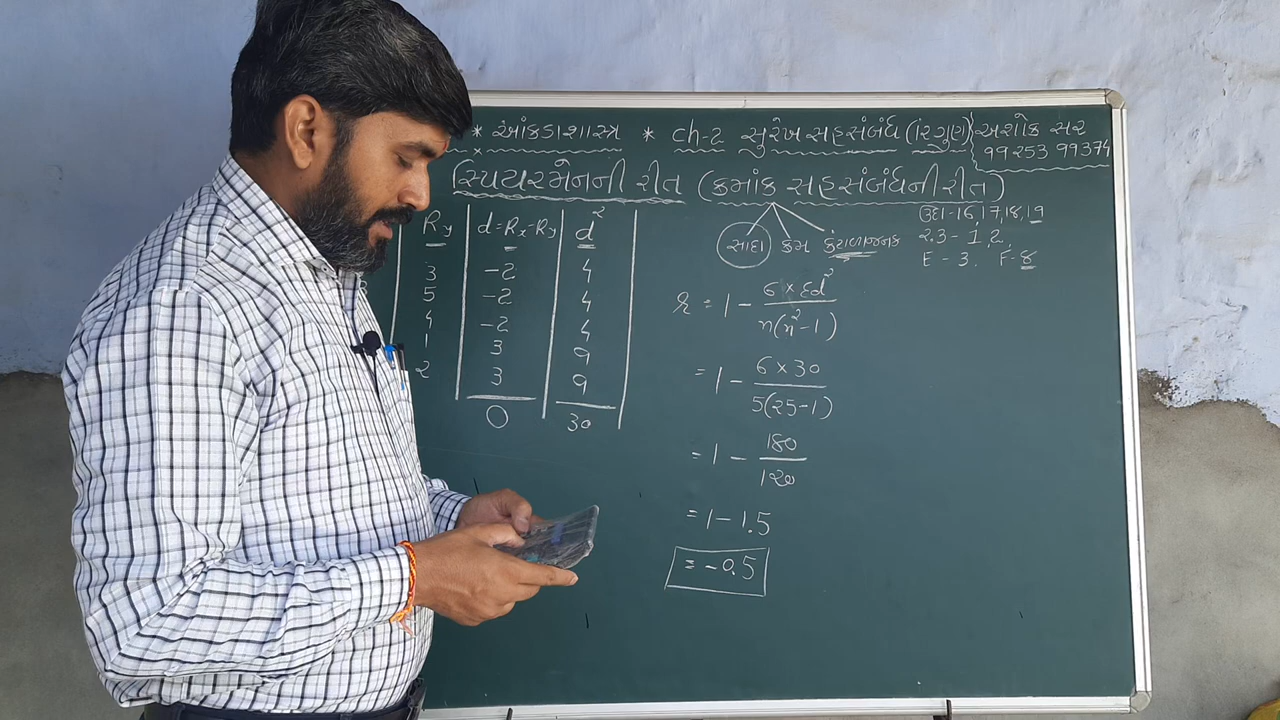 * આંકડાશાસ્ત્ર * ch-2 સુરેખ સહસંબંધ (૧૨ ગુણ) અશોક સર
99253 99374
સ્પિયરમેનની રીત (ક્રમાંક સહસંબંધની રીત)
સાદા ક્રમ કંટાળાજનક
ઉદા-16,17,18,19
2.3 - 1,2,
E - 3. F-8
Ry d=Rx-Ry d²
3 -2 4
5 -2 4
4 -2 4
1 3 9
2 3 9
0 30
r = 1 - 6 × Σd² / n(n²-1)
= 1 - 6 × 30 / 5(25-1)
= 1 - 180 / 120
= 1 - 1.5
= -0.5